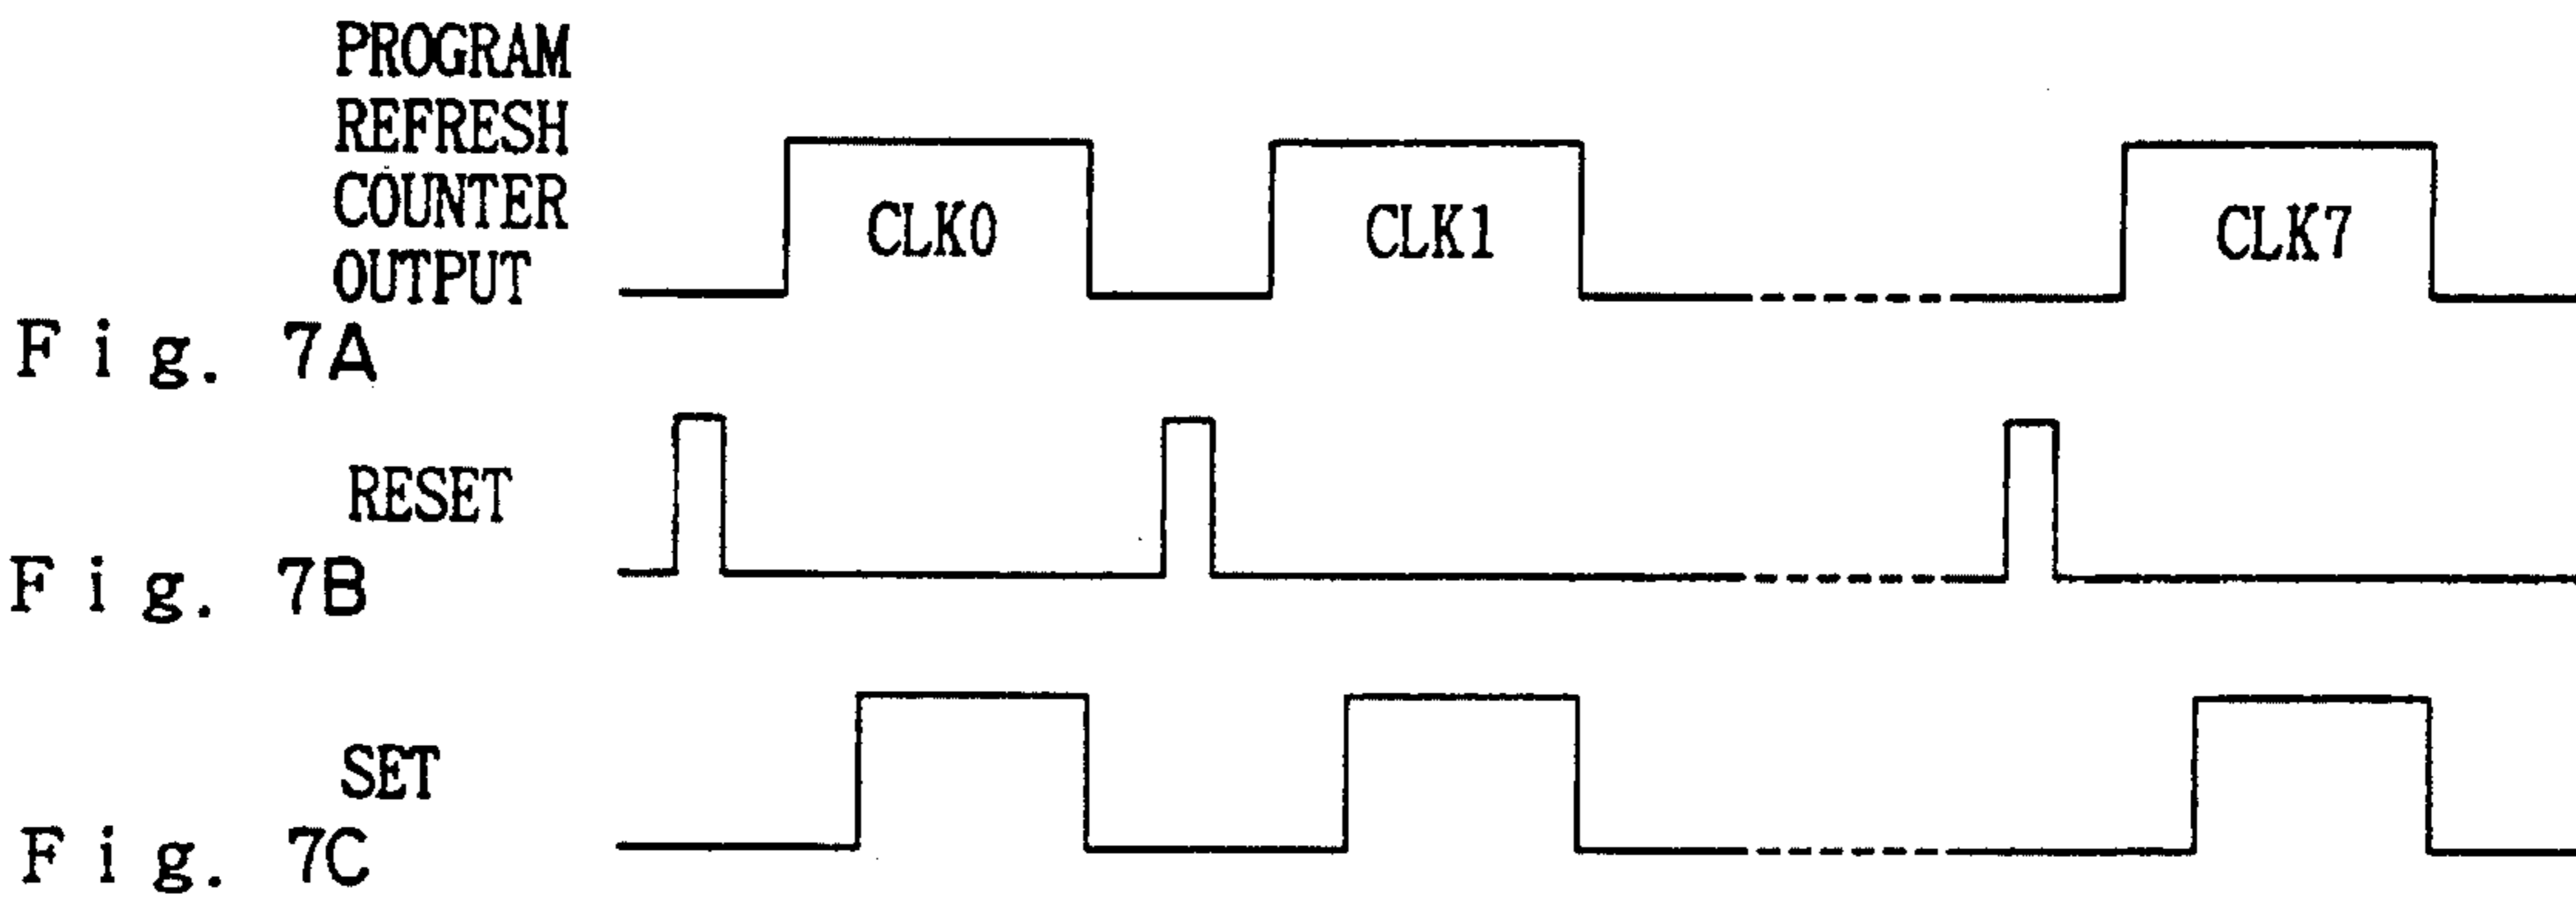 PROGRAM
REFRESH
COUNTER
OUTPUT
CLK0
CLK1
CLK7
Fig. 7A
RESET
Fig. 7B
SET
Fig. 7C